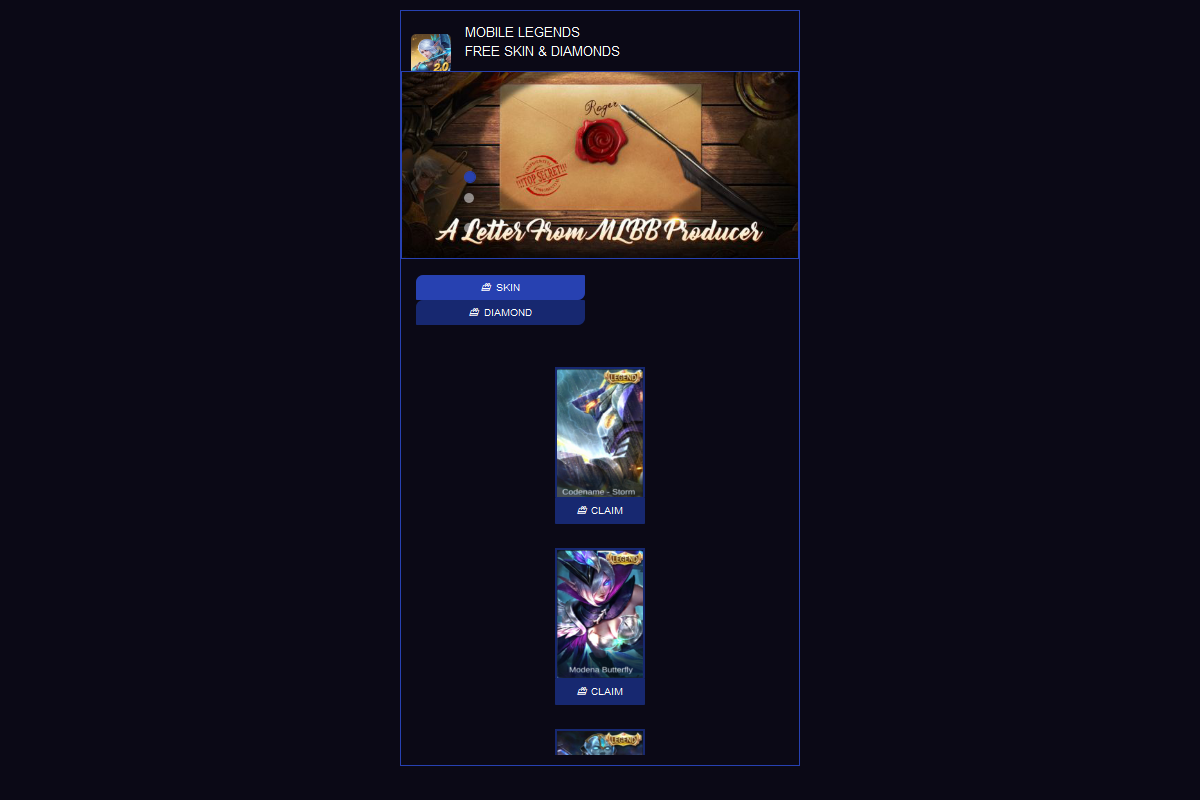 MOBILE LEGENDS
FREE SKIN & DIAMONDS
2.0
Roger
!!!TOP SECRET!!!
A Letter From MLBB Producer
SKIN
DIAMOND
LEGEND
Codename - Storm
CLAIM
LEGEND
Modena Butterfly
CLAIM
LEGEND